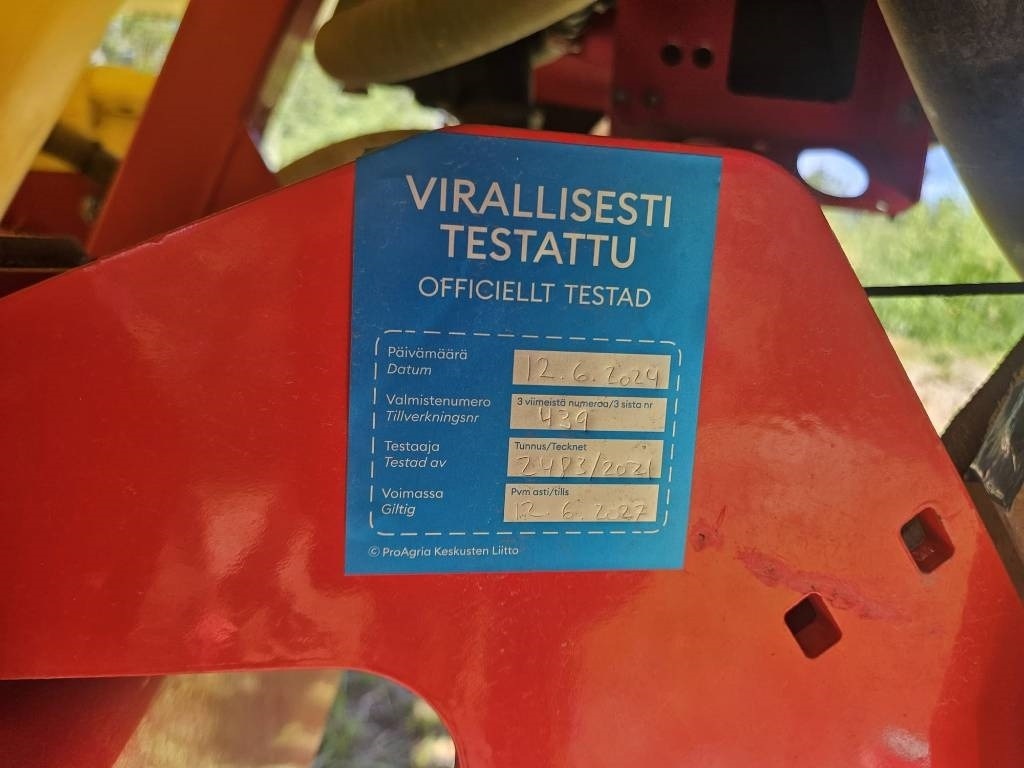 VIRALLISESTI
TESTATTU
OFFICIELLT TESTAD
Päivämäärä
Datum
12.6.2024
Valmistenumero
Tillverkningsnr
3 viimeistä numeroa/3 sista nr
439
Testaaja
Testad av
Tunnus/Tecknet
2483/2021
Voimassa
Giltig
Pvm asti/tills
12.6.2027
© ProAgria Keskusten Liitto